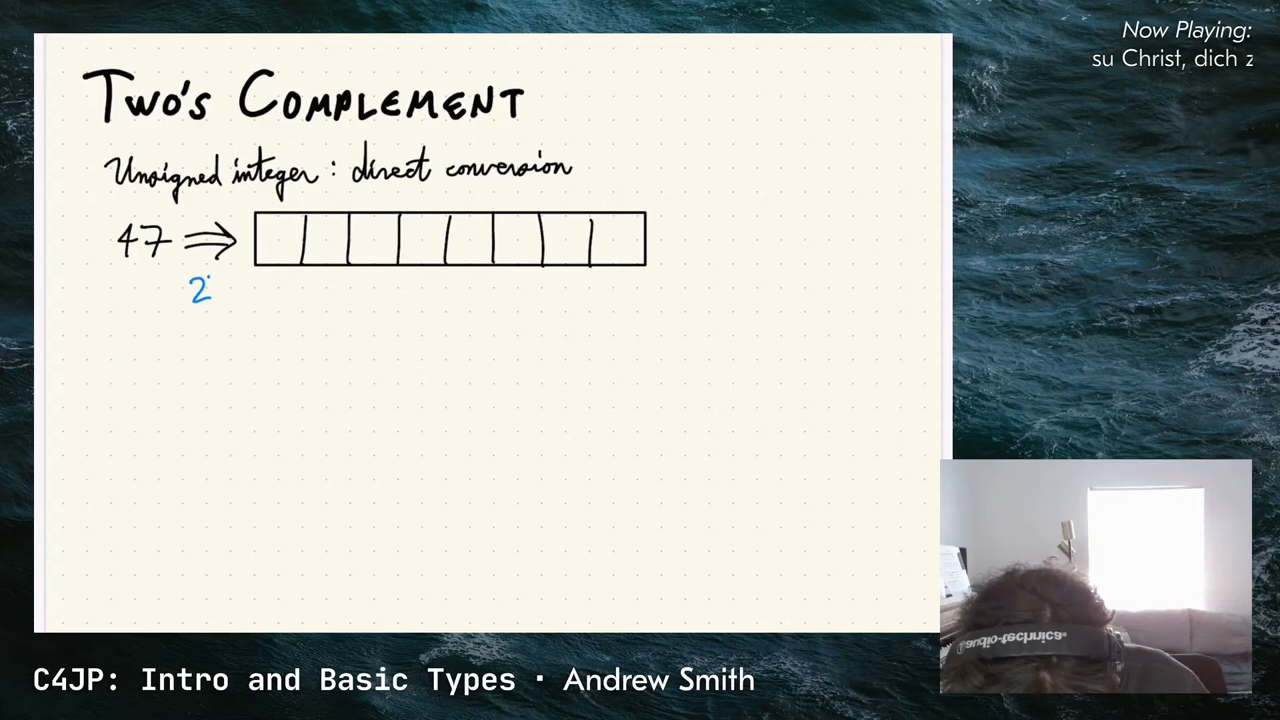 Now Playing:
su Christ, dich z
Two's Complement
Unsigned integer: direct conversion
47 ⇒
2
audio-technica
C4JP: Intro and Basic Types · Andrew Smith